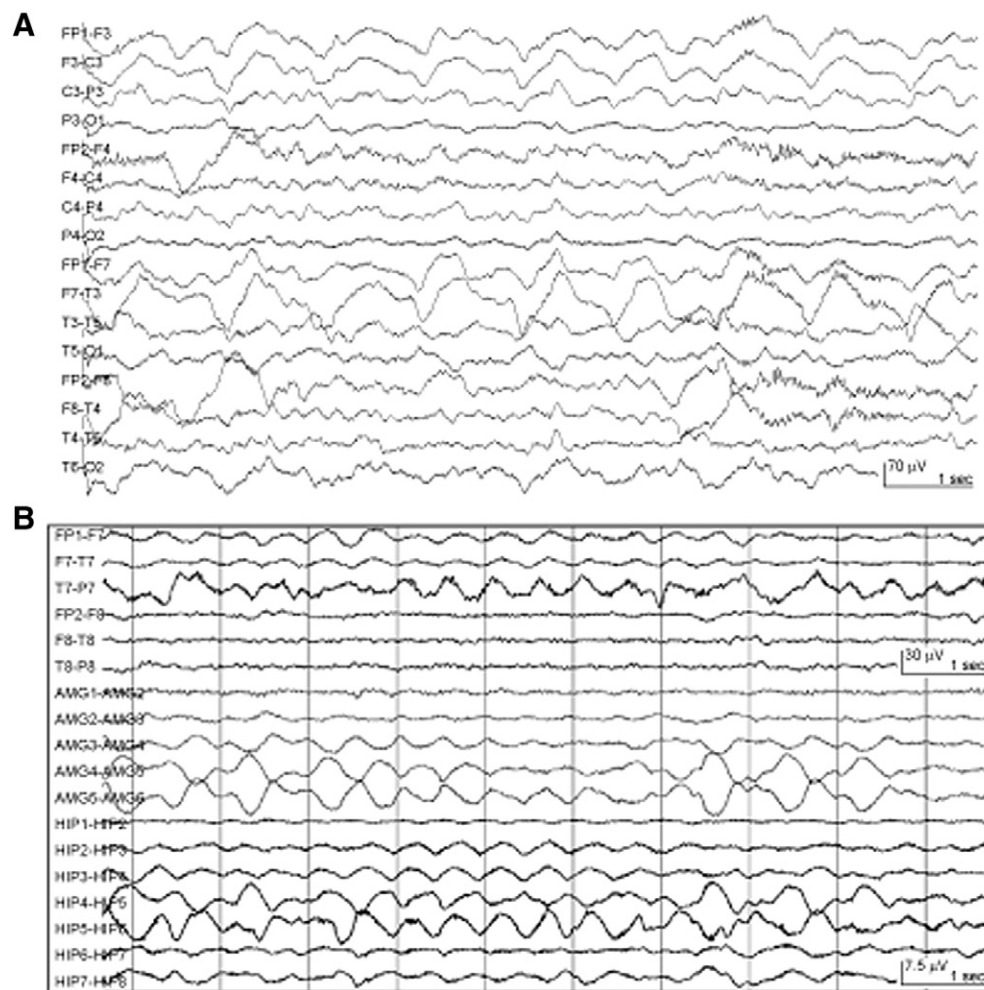 A
FP1-F3
F3-C3
C3-P3
P3-O1
FP2-F4
F4-C4
C4-P4
P4-O2
FP1-F7
F7-T3
T3-T5
T5-O1
FP2-F8
F8-T4
T4-T6
T6-O2
70 µV
1 sec
B
FP1-F7
F7-T7
T7-P7
FP2-F8
F8-T8
T8-P8
30 µV
1 sec
AMG1-AMG2
AMG2-AMG3
AMG3-AMG4
AMG4-AMG5
AMG5-AMG6
HIP1-HIP2
HIP2-HIP3
HIP3-HIP4
HIP4-HIP5
HIP5-HIP6
HIP6-HIP7
HIP7-HIP8
7.5 µV
1 sec